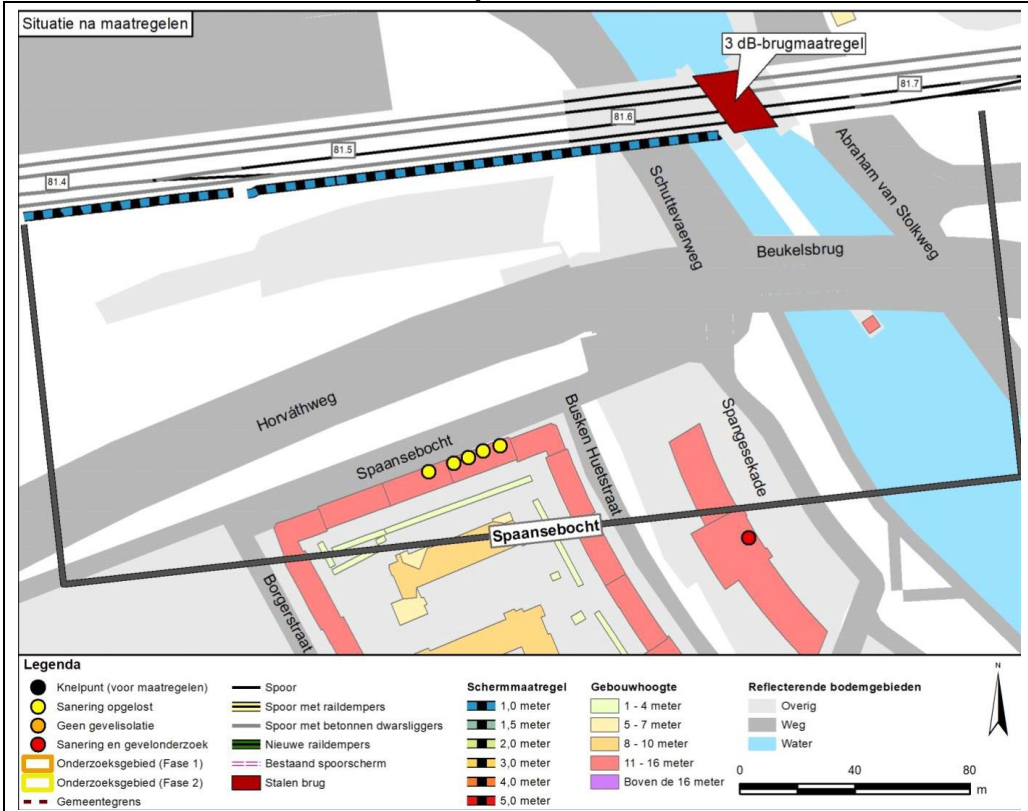 Situatie na maatregelen
3 dB-brugmaatregel
81.7
81.6
81.5
81.4
Schuttevaerweg
Abraham van Stolkweg
Beukelsbrug
Horváthweg
Spaansebocht
Busken Huetstraat
Spangesekade
Spaansebocht
Borgerstraat
Legenda
Knelpunt (voor maatregelen)
Sanering opgelost
Geen gevelisolatie
Sanering en gevelonderzoek
Onderzoeksgebied (Fase 1)
Onderzoeksgebied (Fase 2)
Gemeentegrens
Spoor
Spoor met raildempers
Spoor met betonnen dwarsliggers
Nieuwe raildempers
Bestaand spoorscherm
Stalen brug
Schermmaatregel
1,0 meter
1,5 meter
2,0 meter
3,0 meter
4,0 meter
5,0 meter
Gebouwhoogte
1 - 4 meter
5 - 7 meter
8 - 10 meter
11 - 16 meter
Boven de 16 meter
Reflecterende bodemgebieden
Overig
Weg
Water
N
0 40 80
m